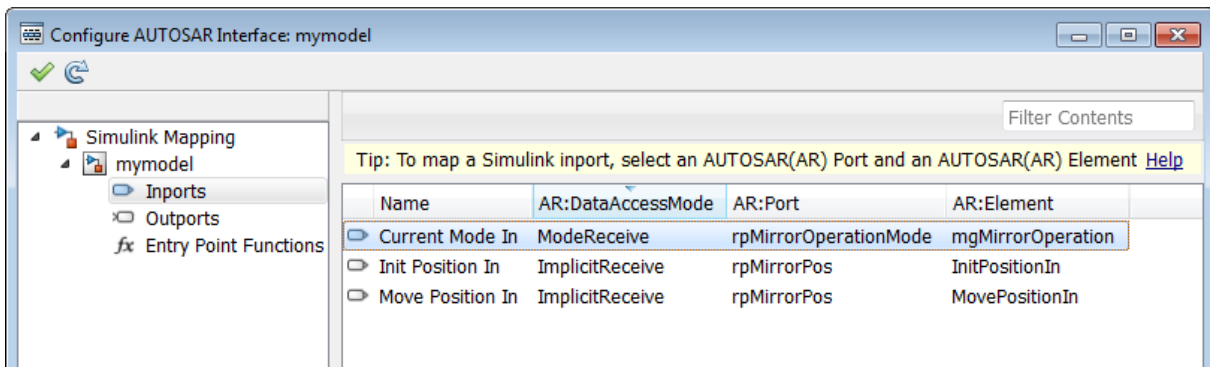 Configure AUTOSAR Interface: mymodel
Filter Contents
Simulink Mapping
mymodel
Inports
Outports
fx Entry Point Functions
Tip: To map a Simulink inport, select an AUTOSAR(AR) Port and an AUTOSAR(AR) Element Help
Name AR:DataAccessMode AR:Port AR:Element
Current Mode In ModeReceive rpMirrorOperationMode mgMirrorOperation
Init Position In ImplicitReceive rpMirrorPos InitPositionIn
Move Position In ImplicitReceive rpMirrorPos MovePositionIn